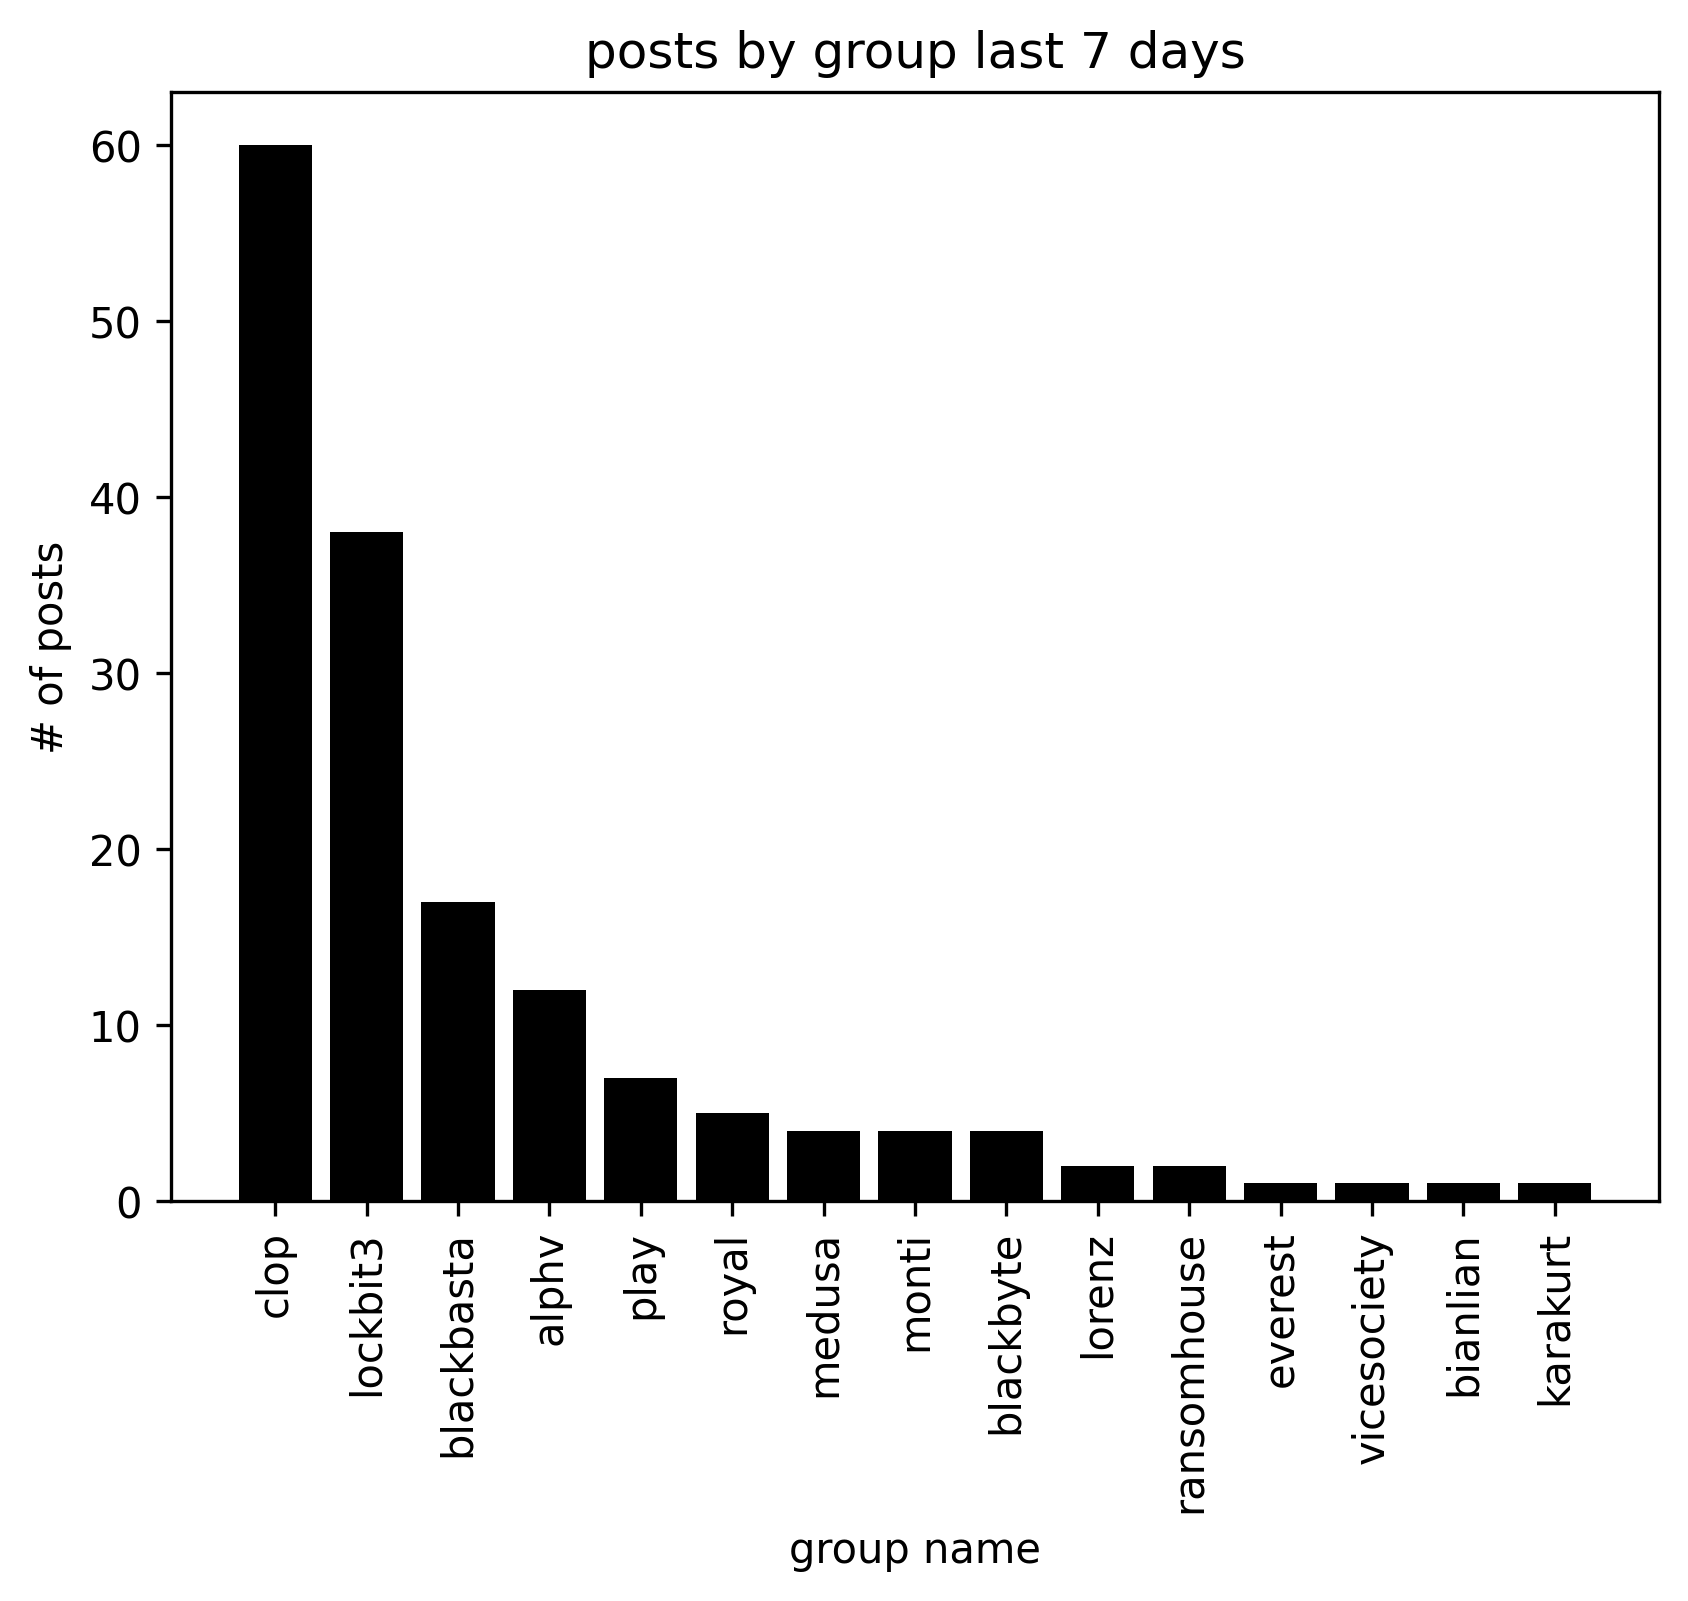 posts by group last 7 days
# of posts
60
50
40
30
20
10
0
clop
lockbit3
blackbasta
alphv
play
royal
medusa
monti
blackbyte
lorenz
ransomhouse
everest
vicesociety
bianlian
karakurt
group name